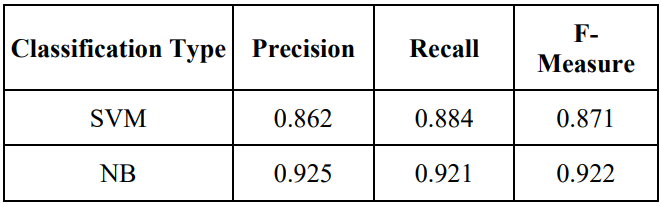 Classification Type Precision Recall F-
Measure
SVM 0.862 0.884 0.871
NB 0.925 0.921 0.922